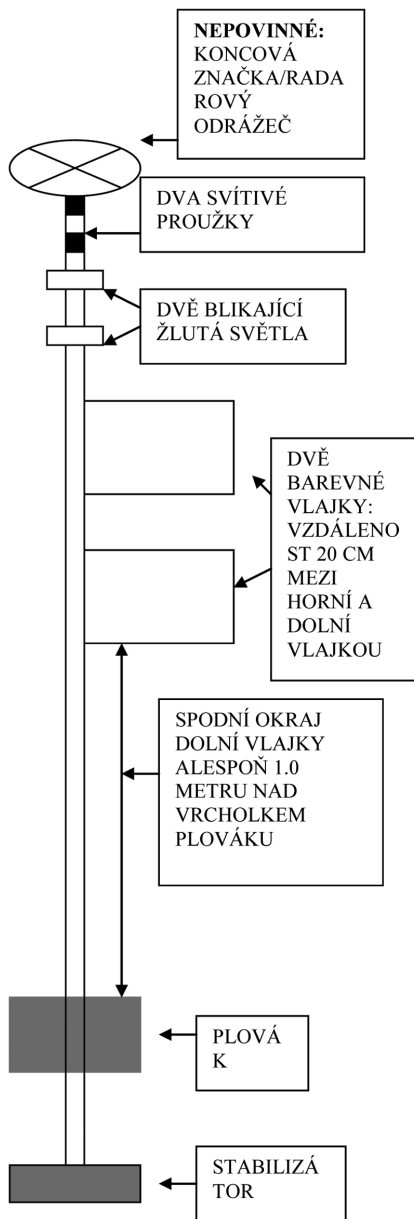 NEPOVINNÉ:
KONCOVÁ
ZNAČKA/RADA
ROVÝ
ODRÁŽEČ
DVA SVÍTIVÉ
PROUŽKY
DVĚ BLIKAJÍCÍ
ŽLUTÁ SVĚTLA
DVĚ
BAREVNÉ
VLAJKY:
VZDÁLENO
ST 20 CM
MEZI
HORNÍ A
DOLNÍ
VLAJKOU
SPODNÍ OKRAJ
DOLNÍ VLAJKY
ALESPOŇ 1.0
METRU NAD
VRCHOLKEM
PLOVÁKU
PLOVÁ
K
STABILIZÁ
TOR